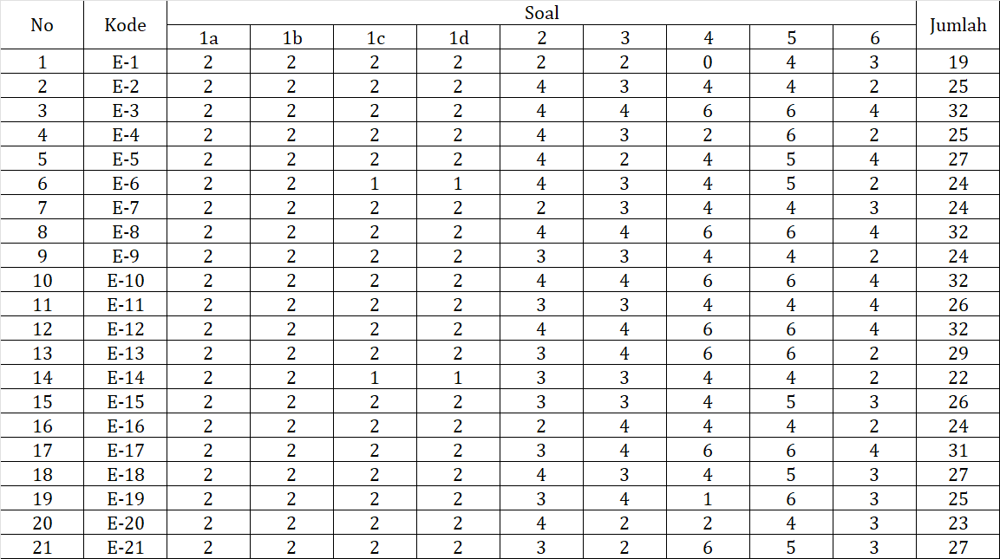 No Kode Soal Jumlah
1a 1b 1c 1d 2 3 4 5 6
1 E-1 2 2 2 2 2 2 0 4 3 19
2 E-2 2 2 2 2 4 3 4 4 2 25
3 E-3 2 2 2 2 4 4 6 6 4 32
4 E-4 2 2 2 2 4 3 2 6 2 25
5 E-5 2 2 2 2 4 2 4 5 4 27
6 E-6 2 2 1 1 4 3 4 5 2 24
7 E-7 2 2 2 2 2 3 4 4 3 24
8 E-8 2 2 2 2 4 4 6 6 4 32
9 E-9 2 2 2 2 3 3 4 4 2 24
10 E-10 2 2 2 2 4 4 6 6 4 32
11 E-11 2 2 2 2 3 3 4 4 4 26
12 E-12 2 2 2 2 4 4 6 6 4 32
13 E-13 2 2 2 2 3 4 6 6 2 29
14 E-14 2 2 1 1 3 3 4 4 2 22
15 E-15 2 2 2 2 3 3 4 5 3 26
16 E-16 2 2 2 2 2 4 4 4 2 24
17 E-17 2 2 2 2 3 4 6 6 4 31
18 E-18 2 2 2 2 4 3 4 5 3 27
19 E-19 2 2 2 2 3 4 1 6 3 25
20 E-20 2 2 2 2 4 2 2 4 3 23
21 E-21 2 2 2 2 3 2 6 5 3 27